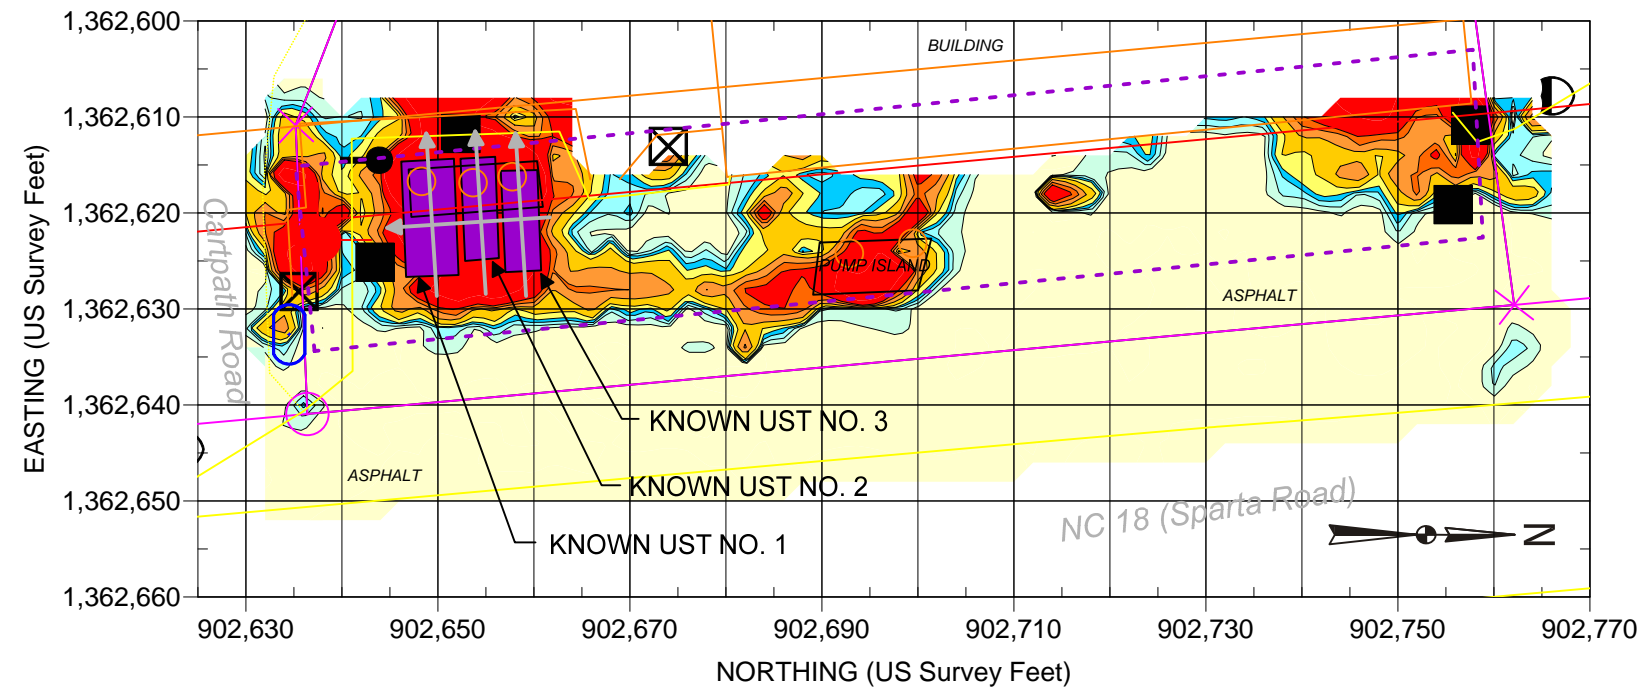 1,362,600
1,362,610
1,362,620
1,362,630
1,362,640
1,362,650
1,362,660
EASTING (US Survey Feet)
BUILDING
Cartpath Road
PUMP ISLAND
ASPHALT
KNOWN UST NO. 3
ASPHALT
KNOWN UST NO. 2
NC 18 (Sparta Road)
KNOWN UST NO. 1
N
902,630
902,650
902,670
902,690
902,710
902,730
902,750
902,770
NORTHING (US Survey Feet)